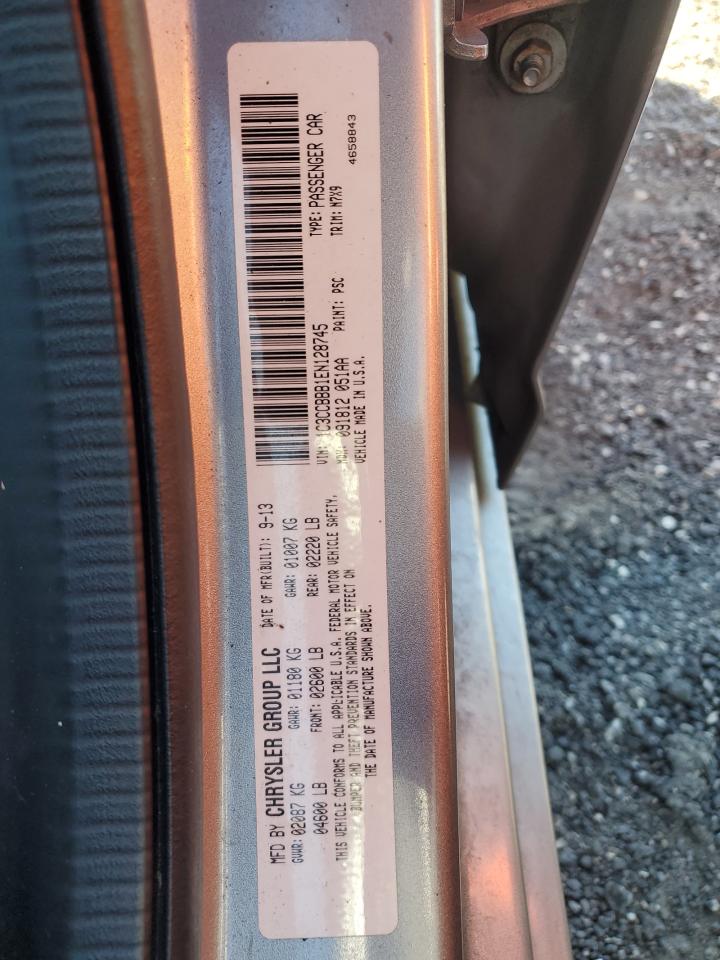 MFD BY CHRYSLER GROUP LLC DATE OF MFR(BUILT): 9-13
GVWR: 02087 KG GAWR: 01180 KG GAWR: 01007 KG
04600 LB FRONT: 02600 LB REAR: 02220 LB
THIS VEHICLE CONFORMS TO ALL APPLICABLE U.S.A. FEDERAL MOTOR VEHICLE SAFETY,
BUMPER AND THEFT PREVENTION STANDARDS IN EFFECT ON
THE DATE OF MANUFACTURE SHOWN ABOVE.
VIN: 1C3CCBBB1EN128745 TYPE: PASSENGER CAR
MDH: 091812 051AA PAINT: PSC TRIM: M7X9
VEHICLE MADE IN U.S.A.
4658843